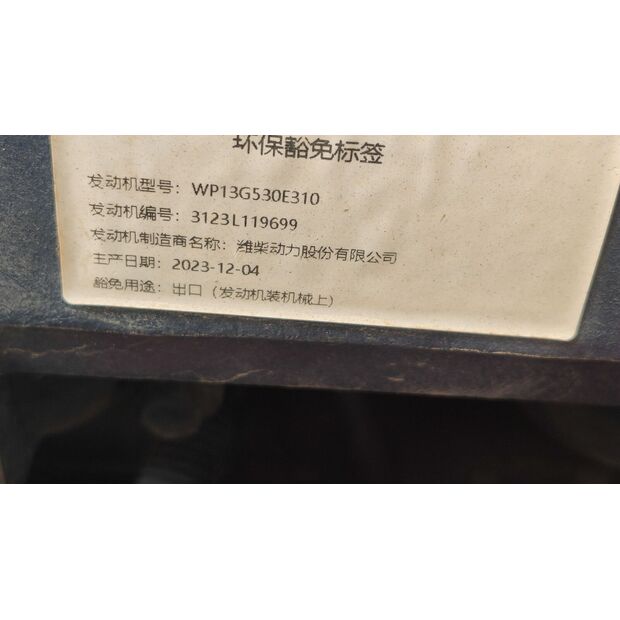 环保豁免标签
发动机型号：WP13G530E310
发动机编号：3123L119699
发动机制造商名称：潍柴动力股份有限公司
生产日期：2023-12-04
豁免用途：出口（发动机装机械上）